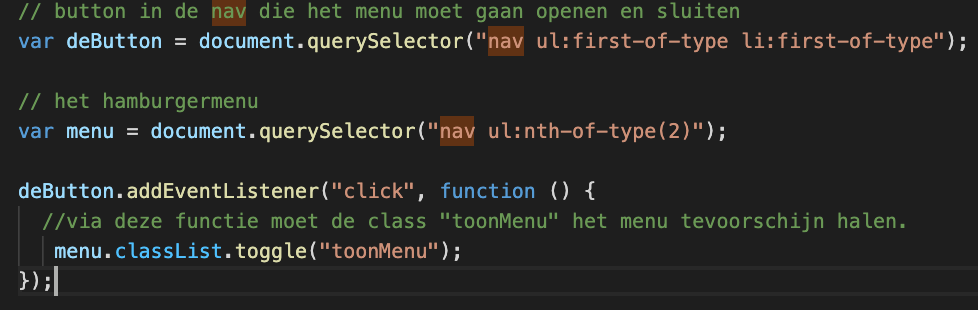 // button in de nav die het menu moet gaan openen en sluiten
var deButton = document.querySelector("nav ul:first-of-type li:first-of-type");
// het hamburgermenu
var menu = document.querySelector("nav ul:nth-of-type(2)");
deButton.addEventListener("click", function () {
//via deze functie moet de class "toonMenu" het menu tevoorschijn halen.
menu.classList.toggle("toonMenu");
});